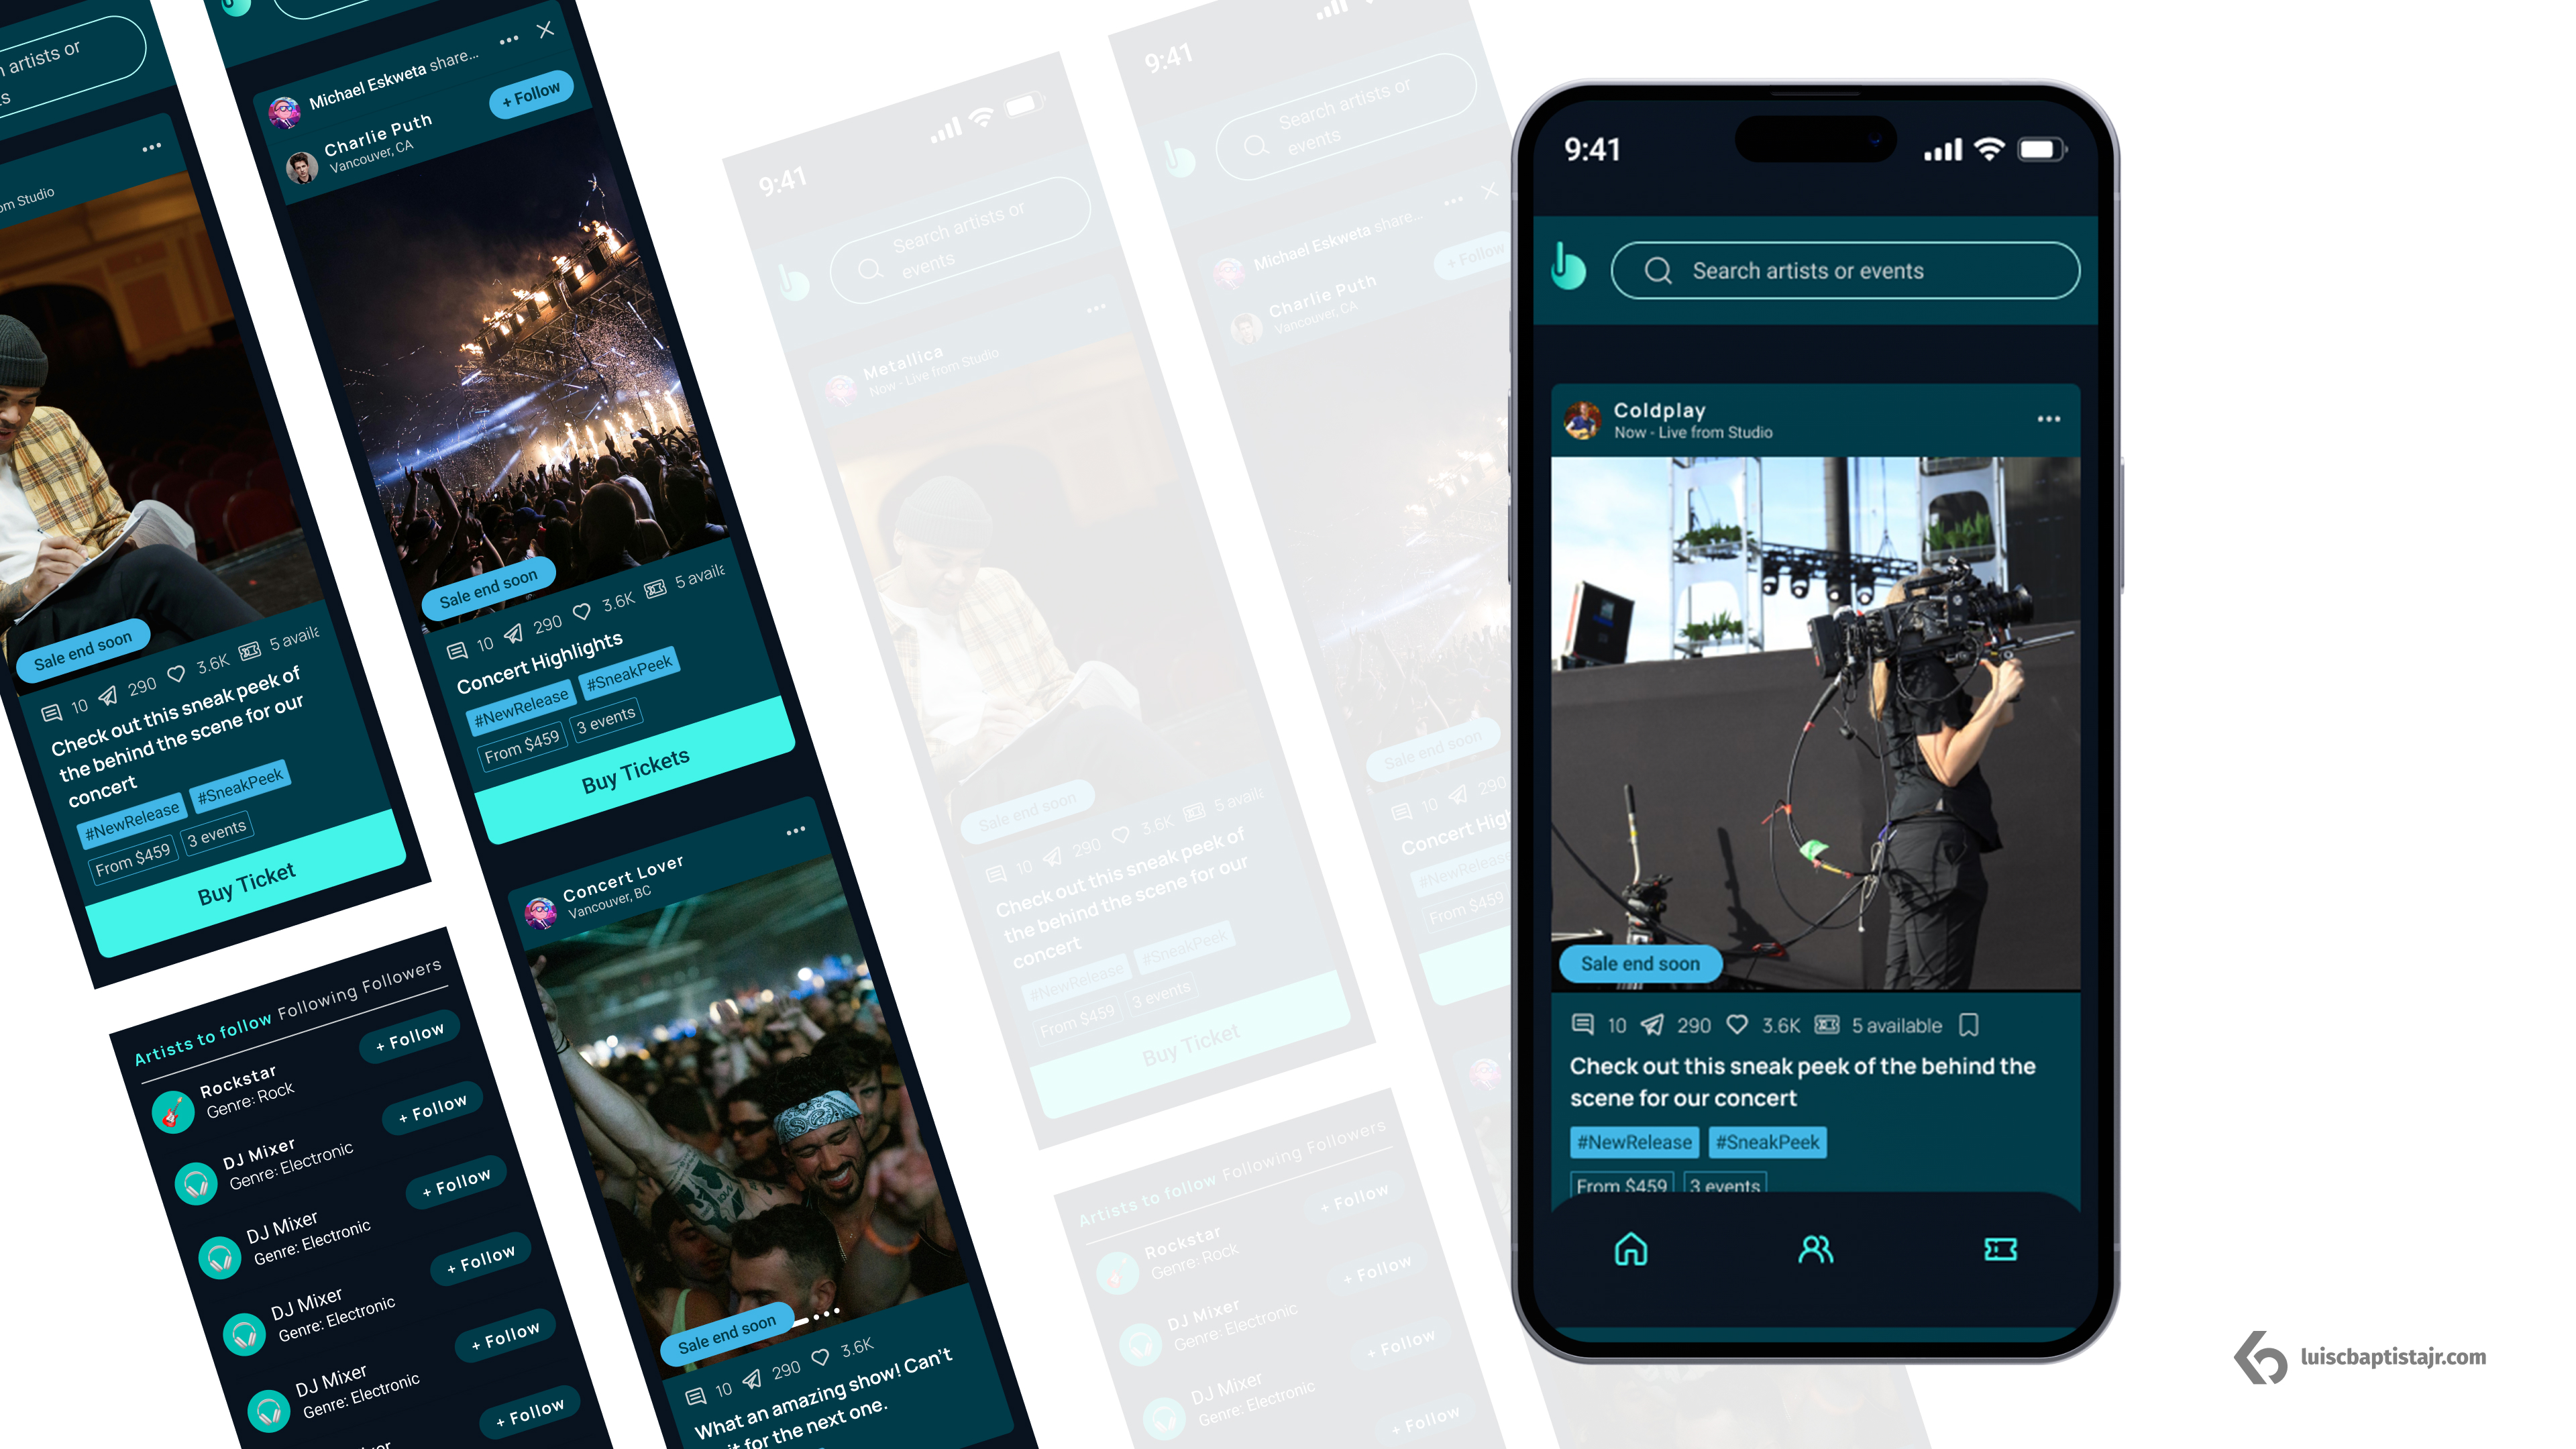 artists or
ts
om Studio
Sale end soon
10 290 3.6K 5 availa
Check out this sneak peek of
the behind the scene for our
concert
#NewRelease #SneakPeek
From $459 3 events
Buy Ticket
Artists to follow Following Followers
Rockstar
Genre: Rock
+ Follow
DJ Mixer
Genre: Electronic
+ Follow
DJ Mixer
Genre: Electronic
+ Follow
DJ Mixer
Genre: Electronic
+ Follow
DJ Mixer
Genre: Electronic
+ Follow
+ Follow
Michael Eskweta share...
Charlie Puth
Vancouver, CA
+ Follow
Sale end soon
10 290 3.6K 5 availa
Concert Highlights
#NewRelease #SneakPeek
From $459 3 events
Buy Tickets
Concert Lover
Vancouver, BC
Sale end soon
10 290 3.6K
What an amazing show! Can't
it for the next one.
9:41
Search artists or
events
Metallica
Now - Live from Studio
Sale end soon
10 290 3.6K 5 availa
Check out this sneak peek of
the behind the scene for our
concert
#NewRelease #SneakPeek
From $459 3 events
Buy Ticket
Artists to follow Following Followers
Rockstar
Genre: Rock
+ Follow
DJ Mixer
Genre: Electronic
+ Follow
DJ Mixer
Genre: Electronic
+ Follow
+ Follow
9:41
Search artists or
events
Michael Eskweta share...
Charlie Puth
Vancouver, CA
+ Follow
Sale end soon
10 290
Concert High
#NewRelease
From $459
9:41
Search artists or events
Coldplay
Now - Live from Studio
Sale end soon
10 290 3.6K 5 available
Check out this sneak peek of the behind the
scene for our concert
#NewRelease #SneakPeek
From $459 3 events
luiscbaptistajr.com